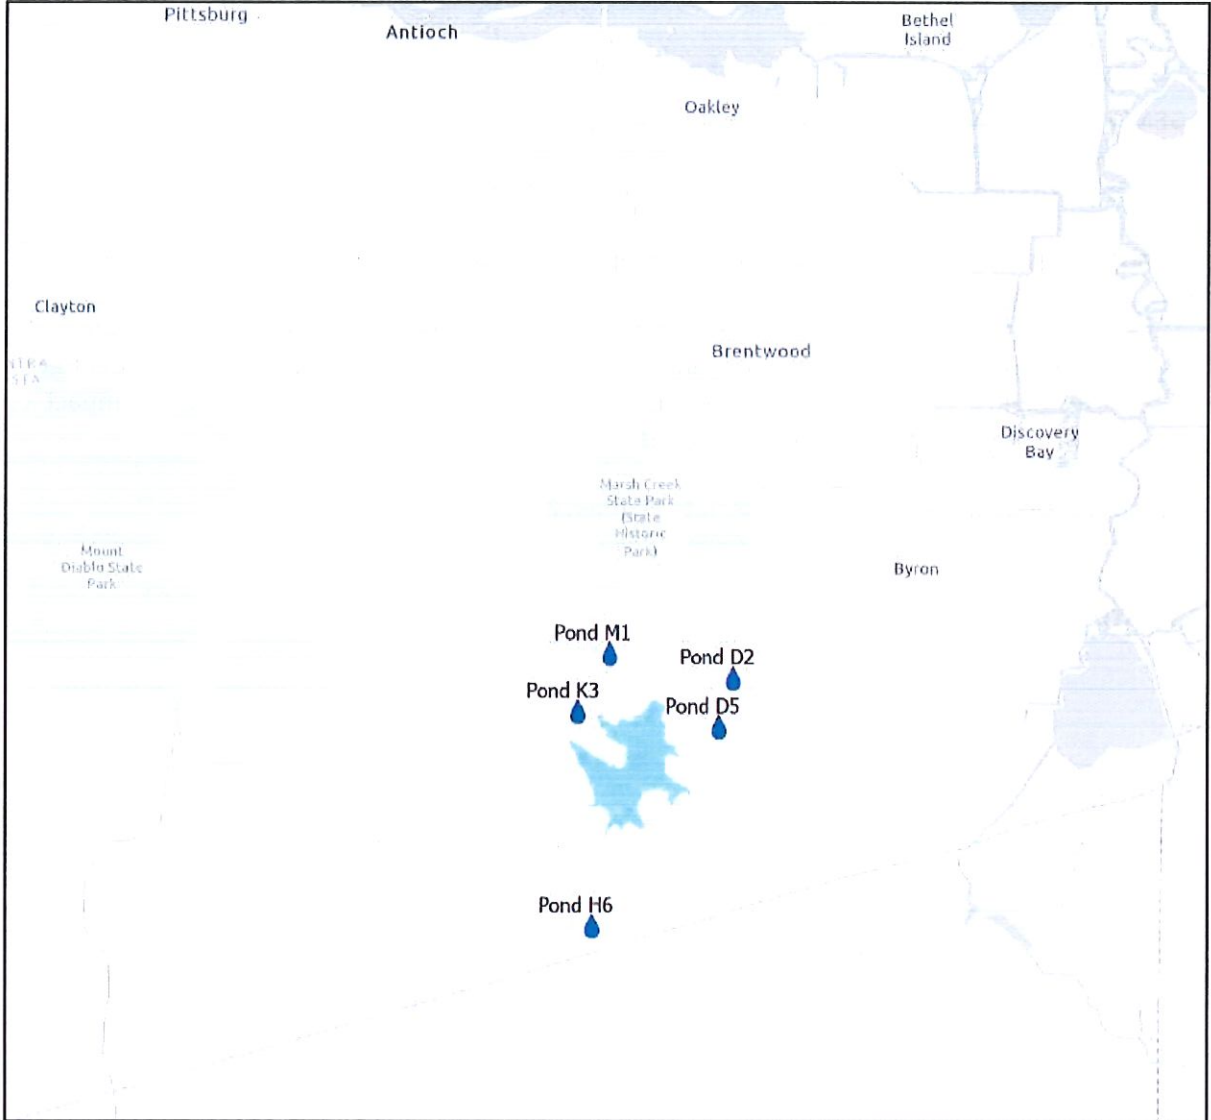 Pittsburg
Antioch
Bethel
Island
Oakley
Clayton
Brentwood
Discovery
Bay
Marsh Creek
State Park
(State
Historic
Park)
Mount
Diablo State
Park
Byron
Pond M1
Pond D2
Pond K3
Pond D5
Pond H6